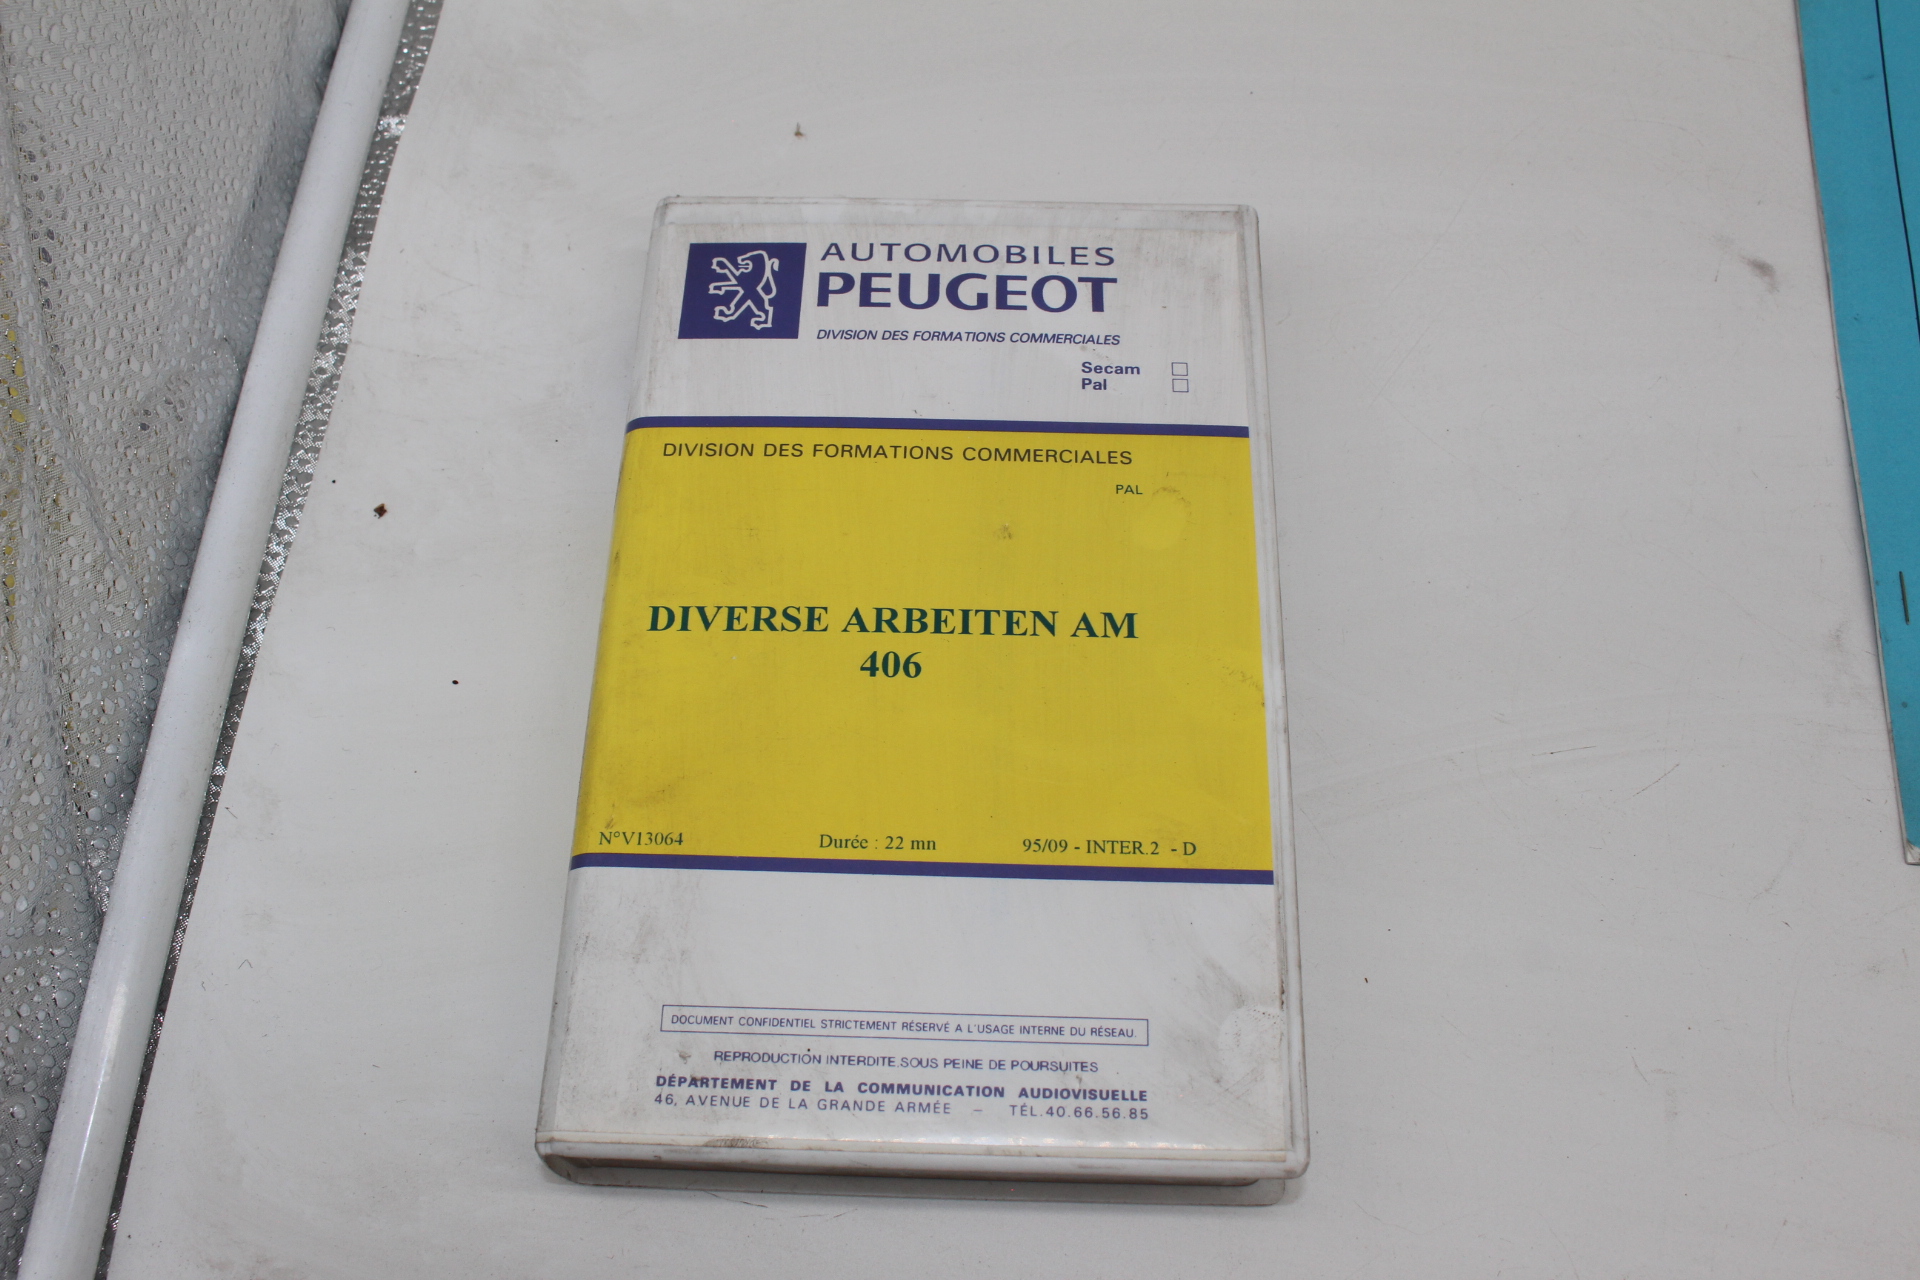 AUTOMOBILES
PEUGEOT
DIVISION DES FORMATIONS COMMERCIALES
Secam
Pal
DIVISION DES FORMATIONS COMMERCIALES
PAL
DIVERSE ARBEITEN AM
406
N°V13064 Durée : 22 mn 95/09 - INTER.2 - D
DOCUMENT CONFIDENTIEL STRICTEMENT RÉSERVÉ A L'USAGE INTERNE DU RÉSEAU.
REPRODUCTION INTERDITE SOUS PEINE DE POURSUITES
DÉPARTEMENT DE LA COMMUNICATION AUDIOVISUELLE
46, AVENUE DE LA GRANDE ARMÉE – TÉL.40.66.56.85